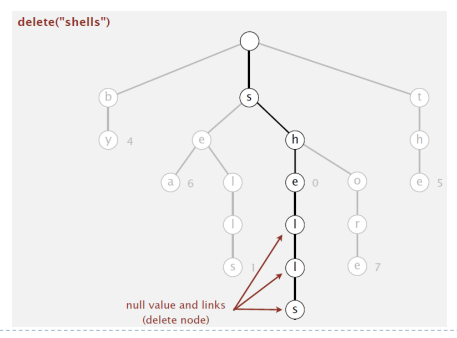 delete("shells")
b s t
y 4 e h h
a 6 l e 0 o e 5
l l r
s 1 l e 7
null value and links
(delete node)
s